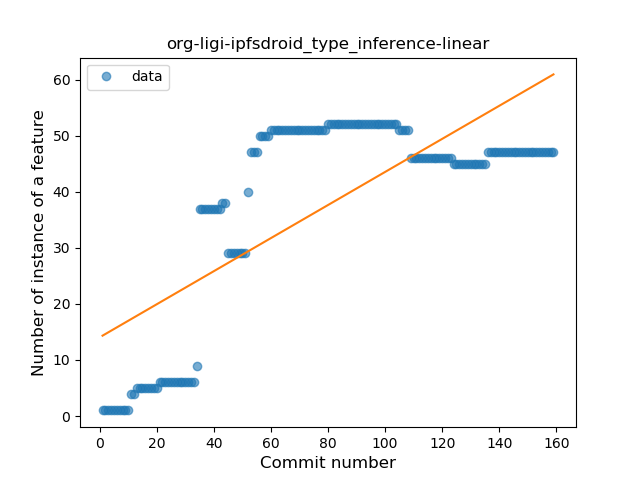 org-ligi-ipfsdroid_type_inference-linear
data
Number of instance of a feature
60
50
40
30
20
10
0
0 20 40 60 80 100 120 140 160
Commit number